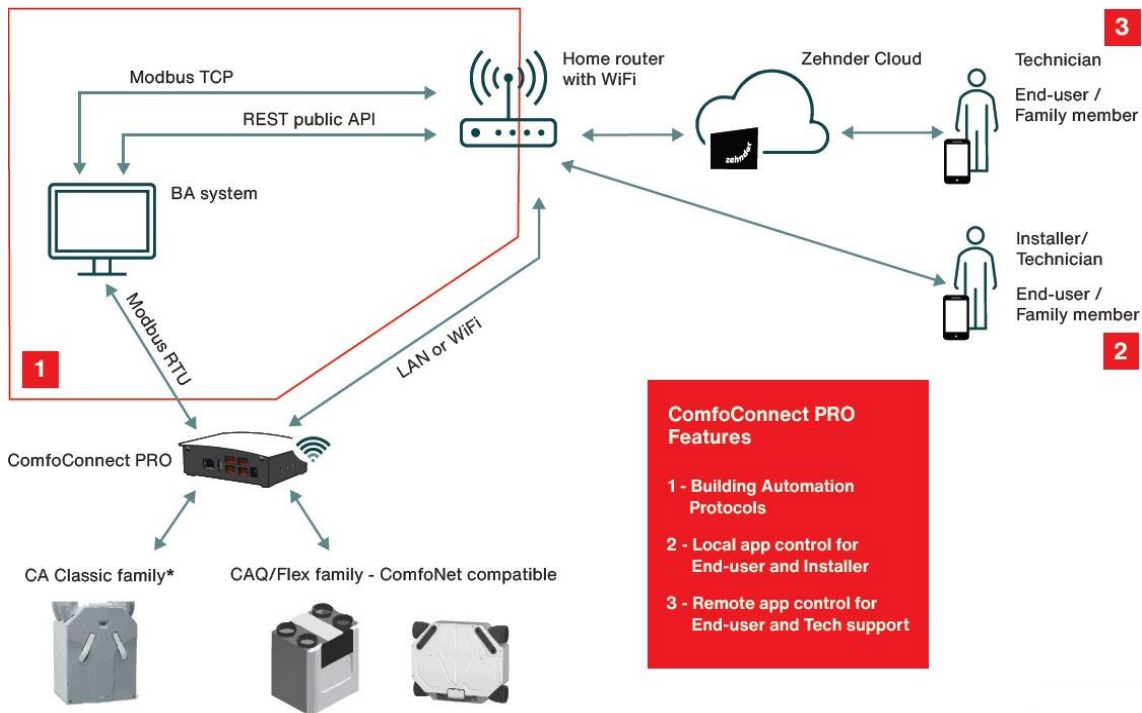 3
Modbus TCP
Home router
with WiFi
Zehnder Cloud
Technician
End-user /
Family member
REST public API
zehnder
BA system
Installer/
Technician
End-user /
Family member
2
Modbus RTU
LAN or WiFi
1
ComfoConnect PRO
CA Classic family*
CAQ/Flex family - ComfoNet compatible
ComfoConnect PRO
Features
1 - Building Automation
Protocols
2 - Local app control for
End-user and Installer
3 - Remote app control for
End-user and Tech support